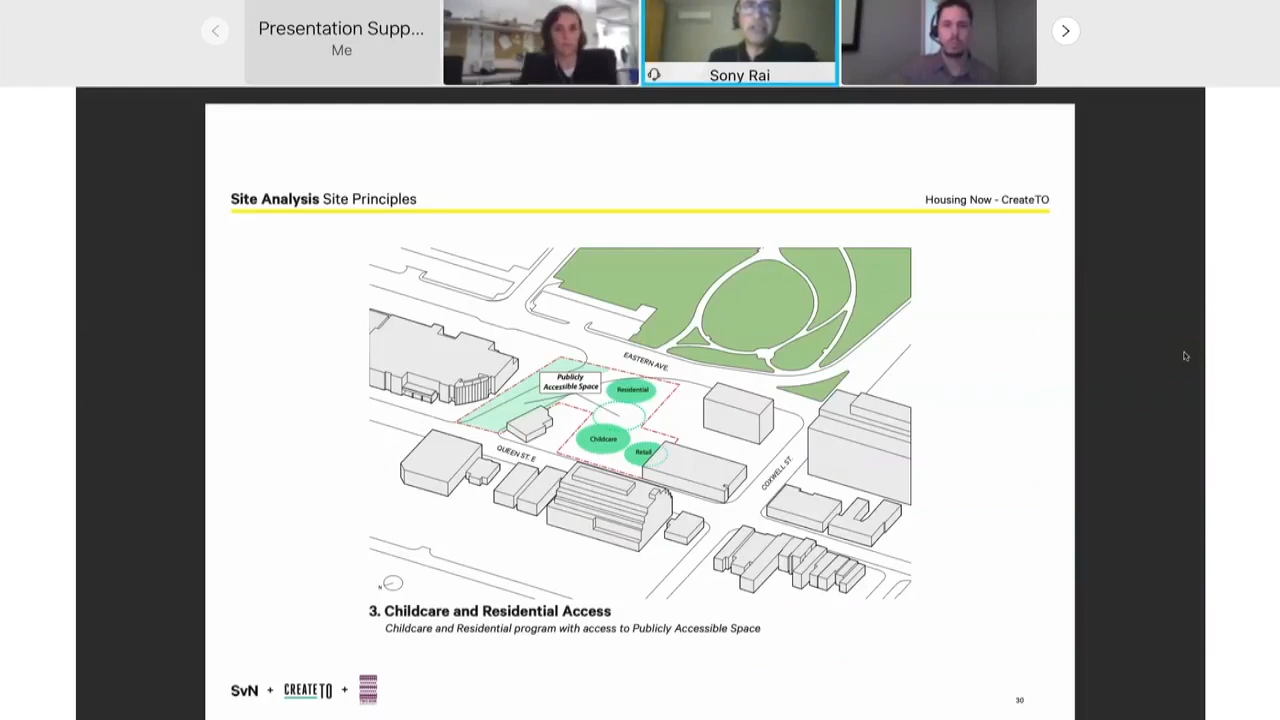 Presentation Supp...
Me
Sony Rai
Site Analysis Site Principles
Housing Now - CreateTO
EASTERN AVE.
Publicly
Accessible Space
Residential
Childcare
Retail
QUEEN ST. E
COXWELL ST.
N
3. Childcare and Residential Access
Childcare and Residential program with access to Publicly Accessible Space
SvN + CREATE TO +
30